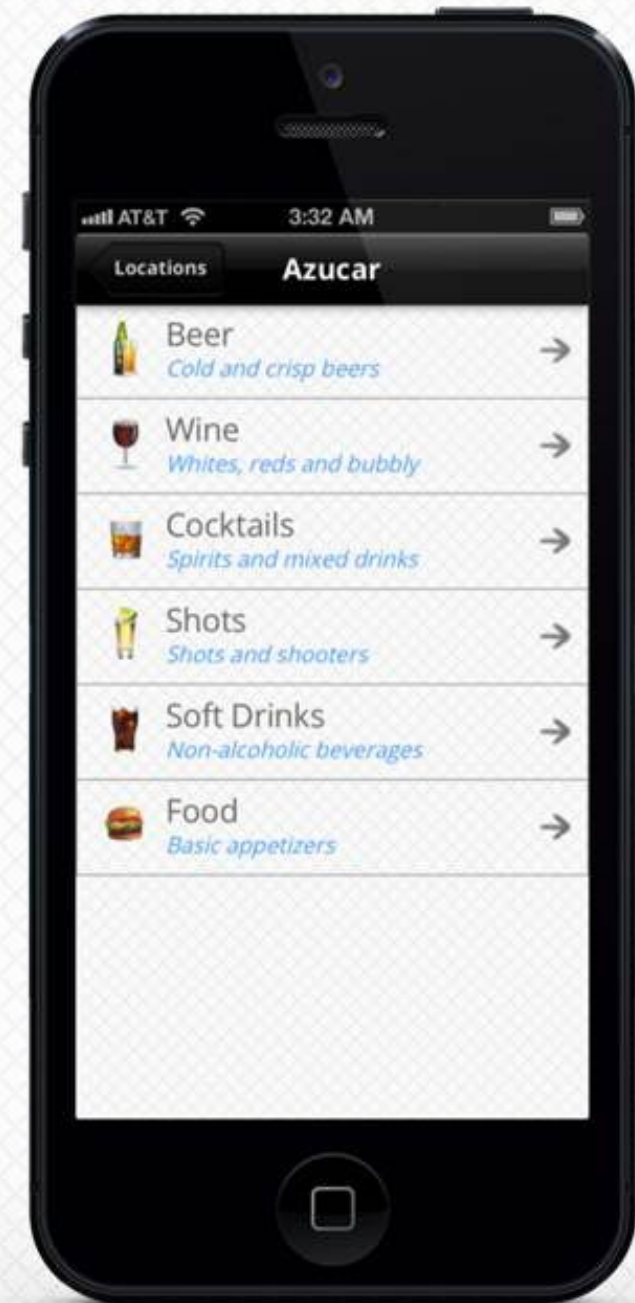 AT&T 3:32 AM
Locations Azucar
Beer
Cold and crisp beers
Wine
Whites, reds and bubbly
Cocktails
Spirits and mixed drinks
Shots
Shots and shooters
Soft Drinks
Non-alcoholic beverages
Food
Basic appetizers